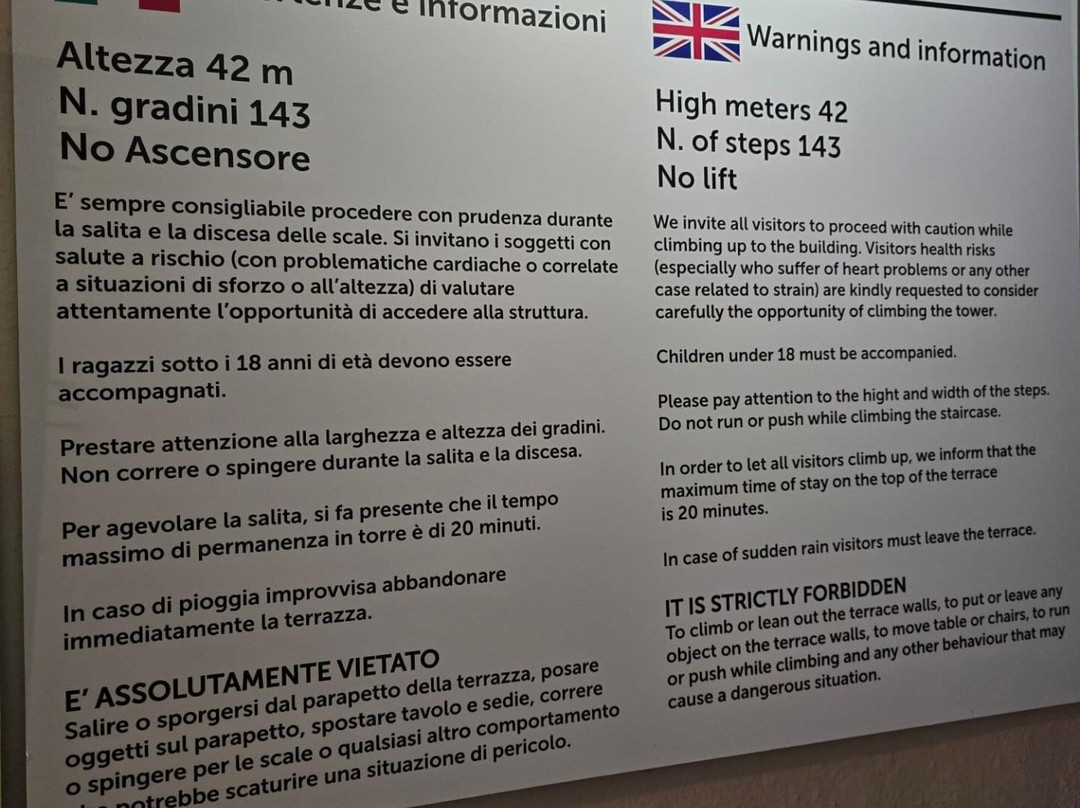 e informazioni
Altezza 42 m
N. gradini 143
No Ascensore
E' sempre consigliabile procedere con prudenza durante
la salita e la discesa delle scale. Si invitano i soggetti con
salute a rischio (con problematiche cardiache o correlate
a situazioni di sforzo o all'altezza) di valutare
attentamente l'opportunità di accedere alla struttura.
I ragazzi sotto i 18 anni di età devono essere
accompagnati.
Prestare attenzione alla larghezza e altezza dei gradini.
Non correre o spingere durante la salita e la discesa.
Per agevolare la salita, si fa presente che il tempo
massimo di permanenza in torre è di 20 minuti.
In caso di pioggia improvvisa abbandonare
immediatamente la terrazza.
E' ASSOLUTAMENTE VIETATO
Salire o sporgersi dal parapetto della terrazza, posare
oggetti sul parapetto, spostare tavolo e sedie, correre
o spingere per le scale o qualsiasi altro comportamento
potrebbe scaturire una situazione di pericolo.
Warnings and information
High meters 42
N. of steps 143
No lift
We invite all visitors to proceed with caution while
climbing up to the building. Visitors health risks
(especially who suffer of heart problems or any other
case related to strain) are kindly requested to consider
carefully the opportunity of climbing the tower.
Children under 18 must be accompanied.
Please pay attention to the hight and width of the steps.
Do not run or push while climbing the staircase.
In order to let all visitors climb up, we inform that the
maximum time of stay on the top of the terrace
is 20 minutes.
In case of sudden rain visitors must leave the terrace.
IT IS STRICTLY FORBIDDEN
To climb or lean out the terrace walls, to put or leave any
object on the terrace walls, to move table or chairs, to run
or push while climbing and any other behaviour that may
cause a dangerous situation.